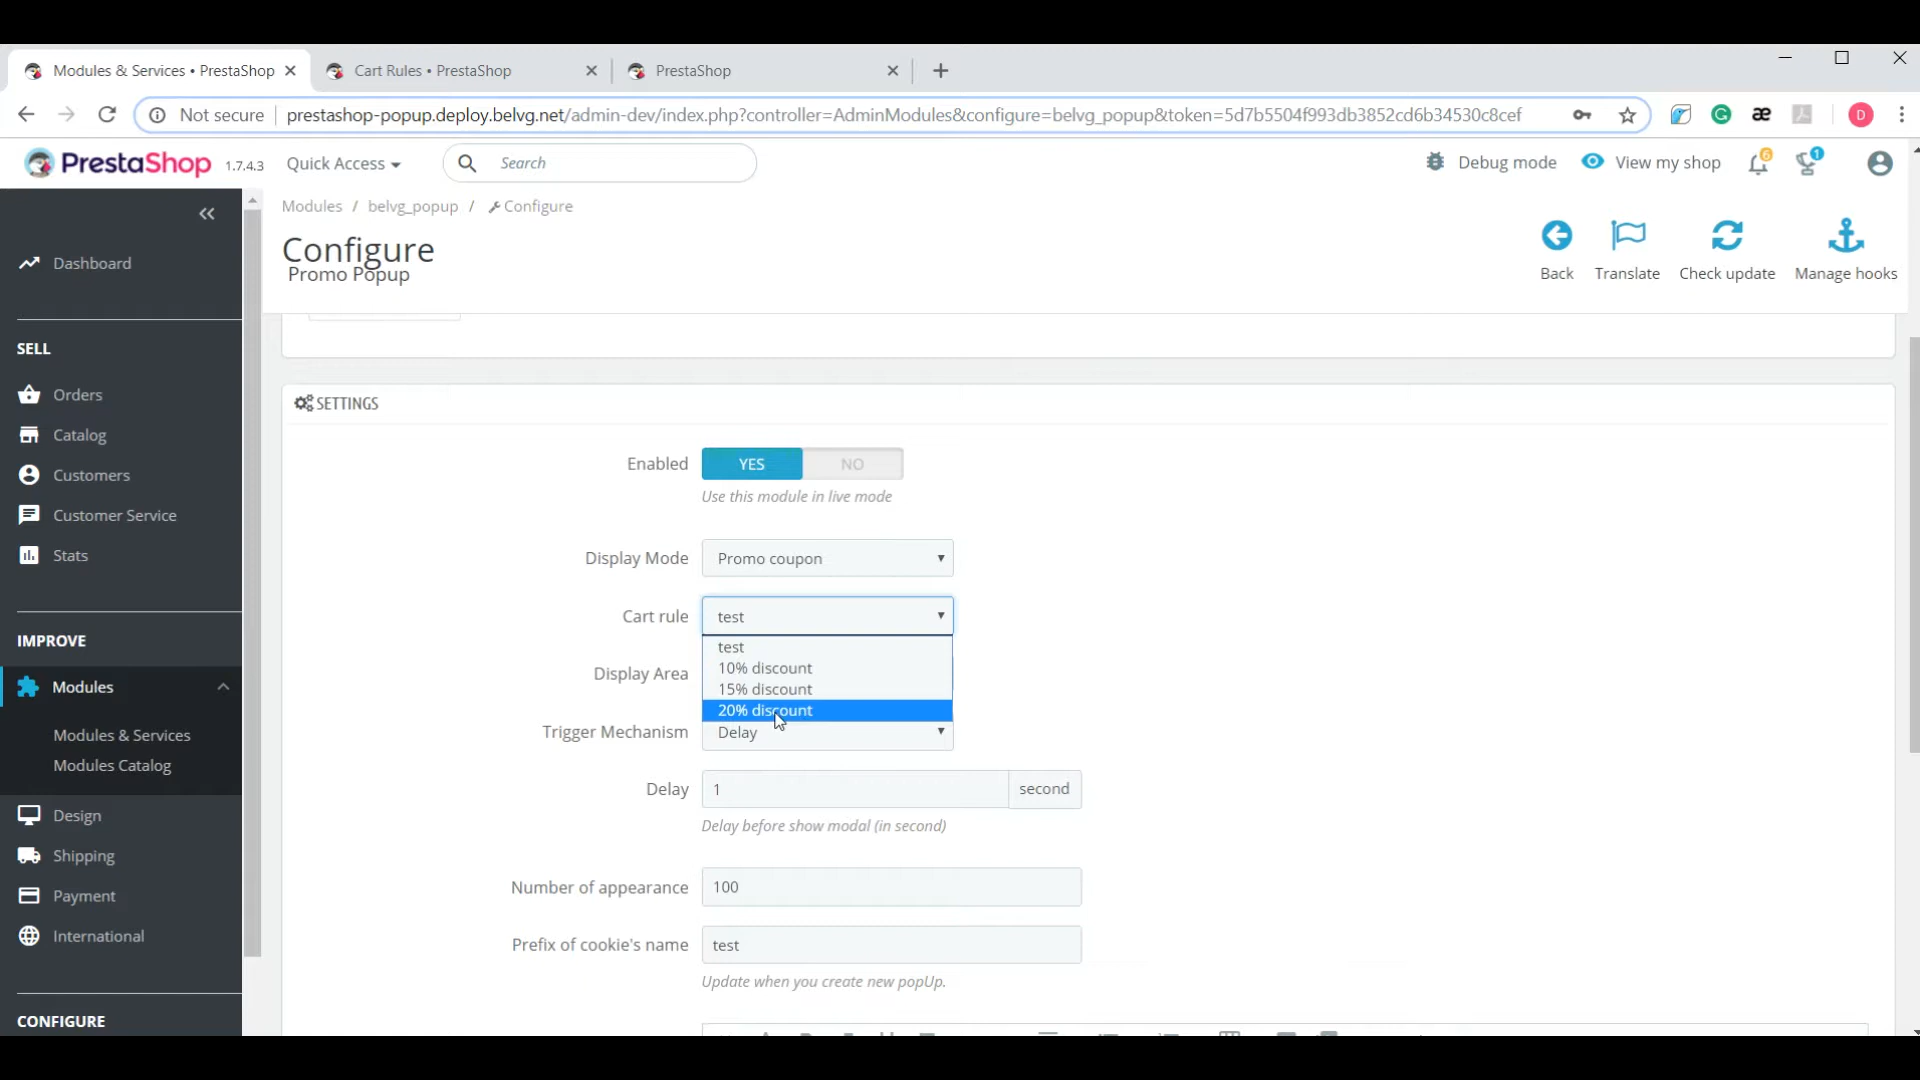 Modules & Services • PrestaShop
Cart Rules • PrestaShop
PrestaShop
Not secure
prestashop-popup.deploy.belvg.net/admin-dev/index.php?controller=AdminModules&configure=belvg_popup&token=5d7b5504f993db3852cd6b34530c8cef
æ
D
PrestaShop 1.7.4.3
Quick Access
Search
Debug mode
View my shop
6
1
Modules / belvg_popup / Configure
Configure
Promo Popup
Back
Translate
Check update
Manage hooks
Dashboard
SELL
Orders
Catalog
Customers
Customer Service
Stats
IMPROVE
Modules
Modules & Services
Modules Catalog
Design
Shipping
Payment
International
CONFIGURE
SETTINGS
Enabled YES NO
Use this module in live mode
Display Mode Promo coupon
Cart rule test
test
10% discount
15% discount
20% discount
Display Area
Trigger Mechanism Delay
Delay 1 second
Delay before show modal (in second)
Number of appearance 100
Prefix of cookie's name test
Update when you create new popUp.